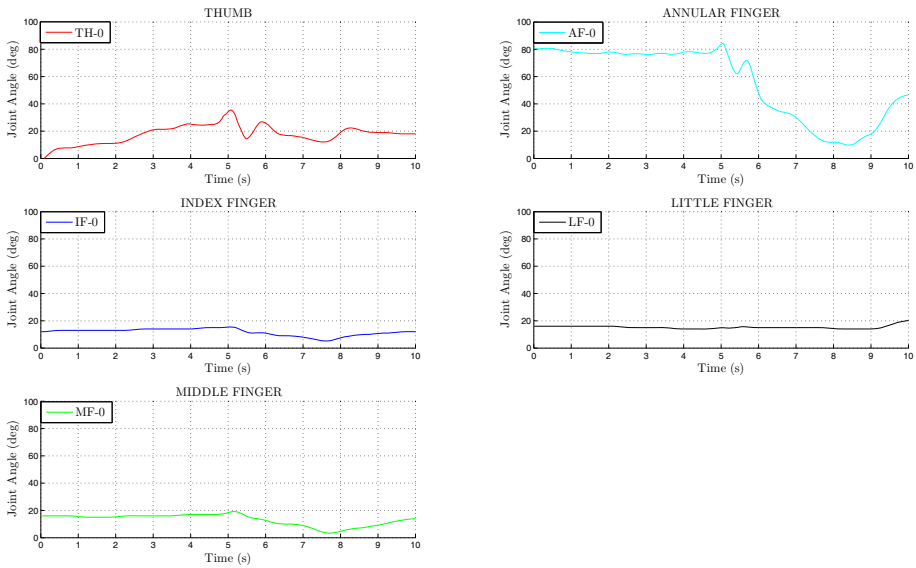 THUMB
100
80
60
40
20
0
TH-0
Joint Angle (deg)
0 1 2 3 4 5 6 7 8 9 10
Time (s)
ANNULAR FINGER
100
80
60
40
20
0
AF-0
Joint Angle (deg)
0 1 2 3 4 5 6 7 8 9 10
Time (s)
INDEX FINGER
100
80
60
40
20
0
IF-0
Joint Angle (deg)
0 1 2 3 4 5 6 7 8 9 10
Time (s)
LITTLE FINGER
100
80
60
40
20
0
LF-0
Joint Angle (deg)
0 1 2 3 4 5 6 7 8 9 10
Time (s)
MIDDLE FINGER
100
80
60
40
20
0
MF-0
Joint Angle (deg)
0 1 2 3 4 5 6 7 8 9 10
Time (s)